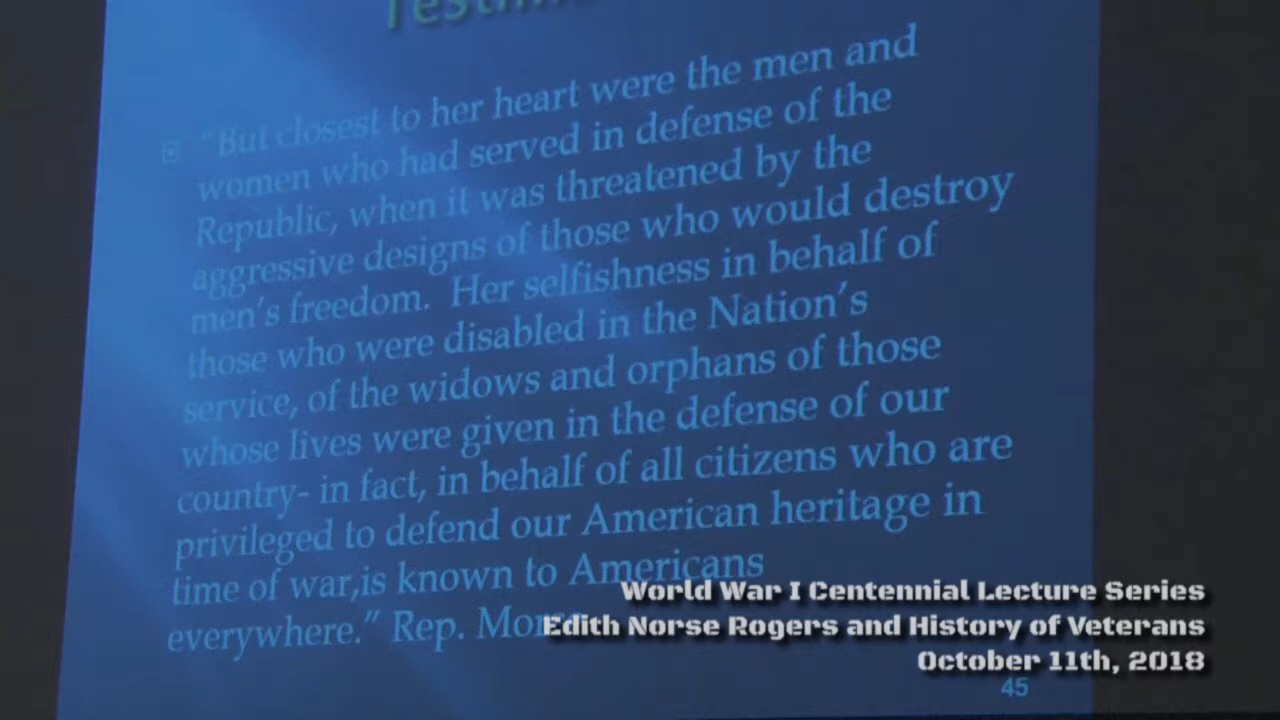 “But closest to her heart were the men and
women who had served in defense of the
Republic, when it was threatened by the
aggressive designs of those who would destroy
men’s freedom. Her selfishness in behalf of
those who were disabled in the Nation’s
service, of the widows and orphans of those
whose lives were given in the defense of our
country- in fact, in behalf of all citizens who are
privileged to defend our American heritage in
time of war,is known to Americans
everywhere.” Rep.
World War I Centennial Lecture Series
Edith Norse Rogers and History of Veterans
October 11th, 2018
45